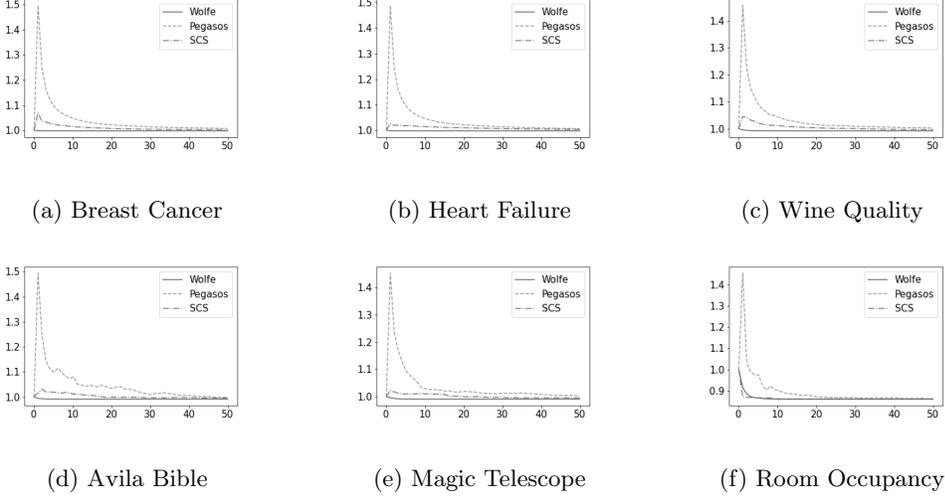 1.5
1.4
1.3
1.2
1.1
1.0
0 10 20 30 40 50
Wolfe
Pegasos
SCS
1.5
1.4
1.3
1.2
1.1
1.0
0 10 20 30 40 50
Wolfe
Pegasos
SCS
1.4
1.3
1.2
1.1
1.0
0 10 20 30 40 50
Wolfe
Pegasos
SCS
(a) Breast Cancer
(b) Heart Failure
(c) Wine Quality
1.5
1.4
1.3
1.2
1.1
1.0
0 10 20 30 40 50
Wolfe
Pegasos
SCS
1.4
1.3
1.2
1.1
1.0
0 10 20 30 40 50
Wolfe
Pegasos
SCS
1.4
1.3
1.2
1.1
1.0
0.9
0 10 20 30 40 50
Wolfe
Pegasos
SCS
(d) Avila Bible
(e) Magic Telescope
(f) Room Occupancy